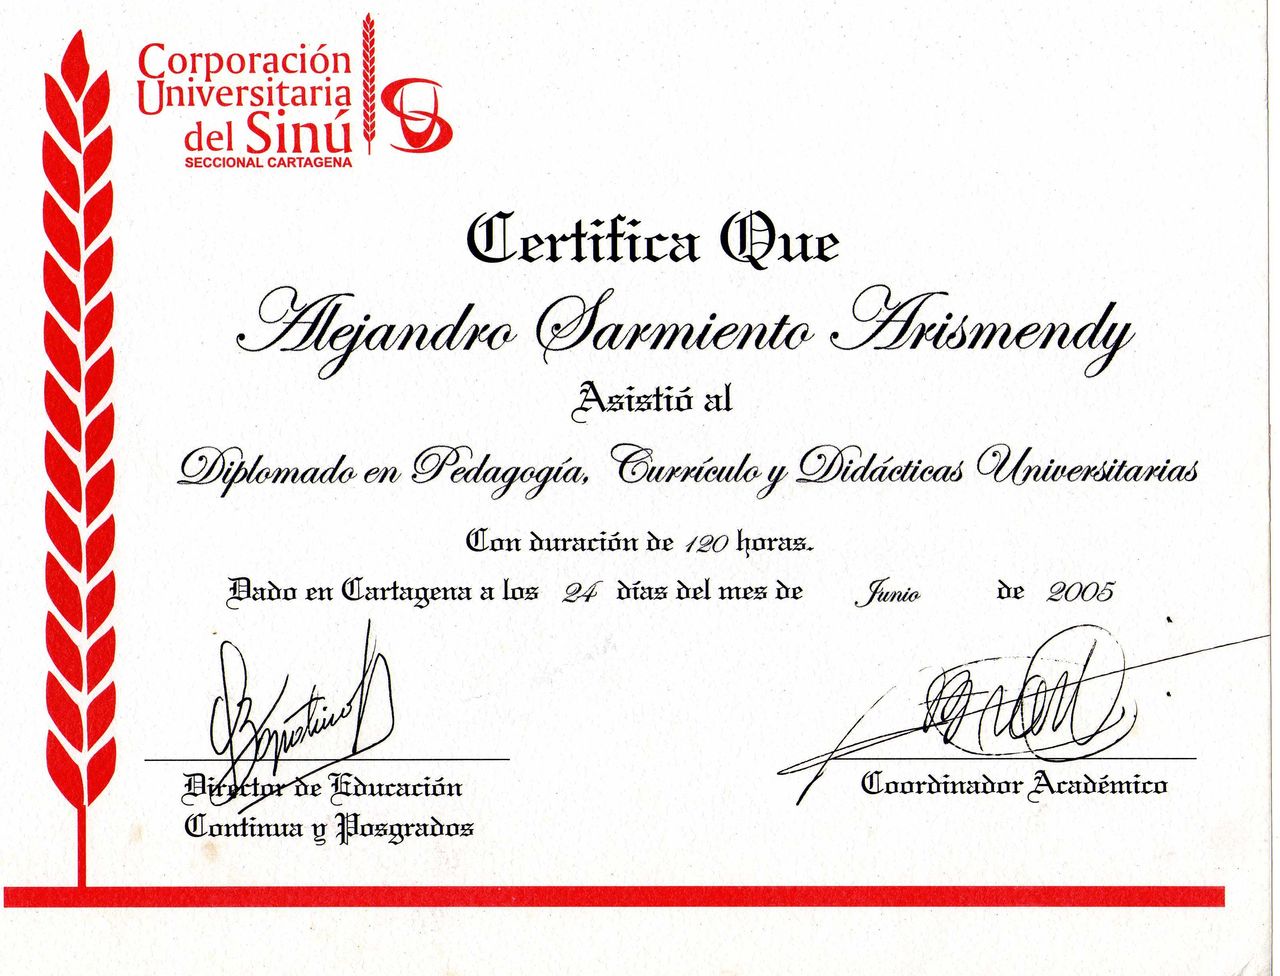 Corporación
Universitaria
del Sinú
SECCIONAL CARTAGENA
Certifica Que
Alejandro Sarmiento Arismendy
Asistió al
Diplomado en Pedagogía, Currículo y Didácticas Universitarias
Con duración de 120 horas.
Dado en Cartagena a los 24 días del mes de Junio de 2005
Director de Educación
Continua y Posgrados
Coordinador Académico